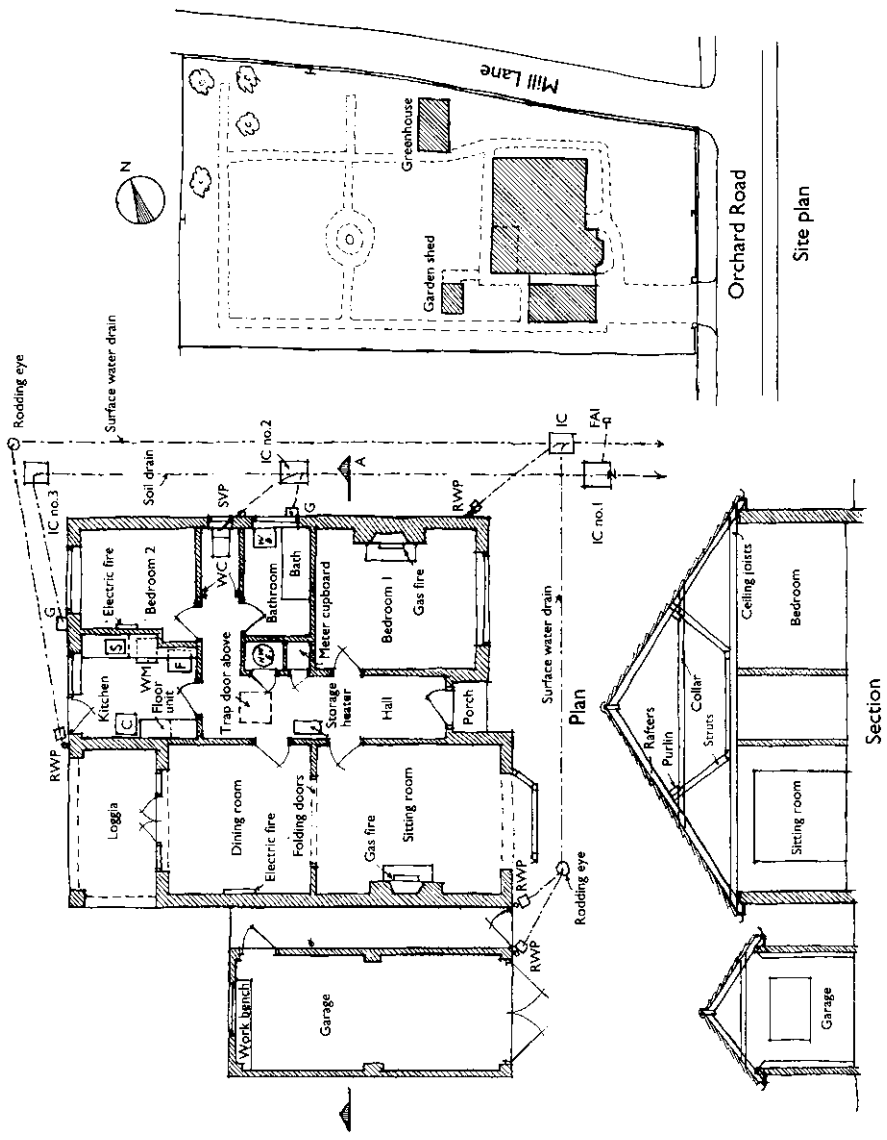 Rodding eye
Surface water drain
IC no.3
Soil drain
SVP
IC no.2
A
G
RWP
IC
FAI
IC no.1
G
Electric fire
Bedroom 2
WC
W
Bathroom
Bath
Meter cupboard
Bedroom 1
Gas fire
Kitchen
S
WM
F
C
Floor unit
Trap door above
Storage heater
Hall
Porch
Surface water drain
RWP
Loggia
Dining room
Electric fire
Folding doors
Sitting room
Gas fire
RWP
RWP
Rodding eye
Work bench
Garage
Plan
N
Mill Lane
Greenhouse
Garden shed
Orchard Road
Site plan
Rafters
Purlin
Collar
Struts
Ceiling joists
Bedroom
Sitting room
Garage
Section